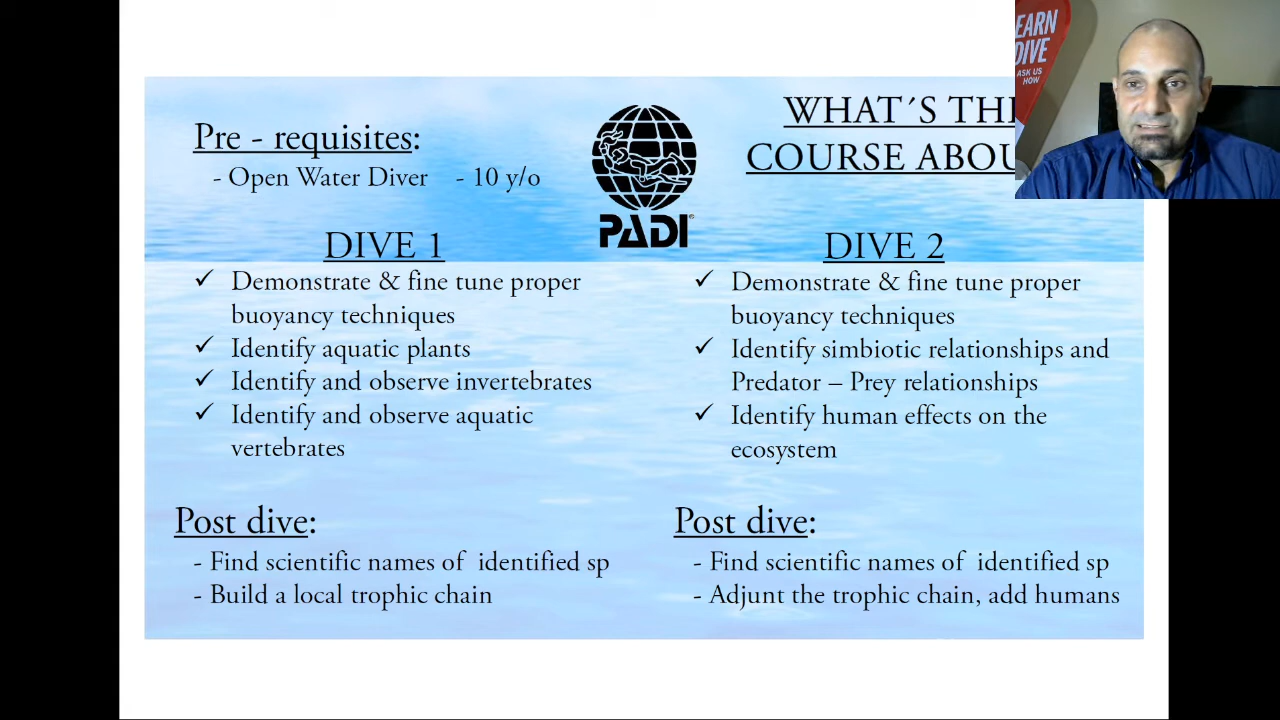 WHAT´S THE
COURSE ABOU
Pre - requisites:
- Open Water Diver - 10 y/o
PADI
DIVE 1
✓ Demonstrate & fine tune proper
buoyancy techniques
✓ Identify aquatic plants
✓ Identify and observe invertebrates
✓ Identify and observe aquatic
vertebrates
Post dive:
- Find scientific names of identified sp
- Build a local trophic chain
DIVE 2
✓ Demonstrate & fine tune proper
buoyancy techniques
✓ Identify simbiotic relationships and
Predator – Prey relationships
✓ Identify human effects on the
ecosystem
Post dive:
- Find scientific names of identified sp
- Adjunt the trophic chain, add humans
EARN
DIVE
ASK US
HOW